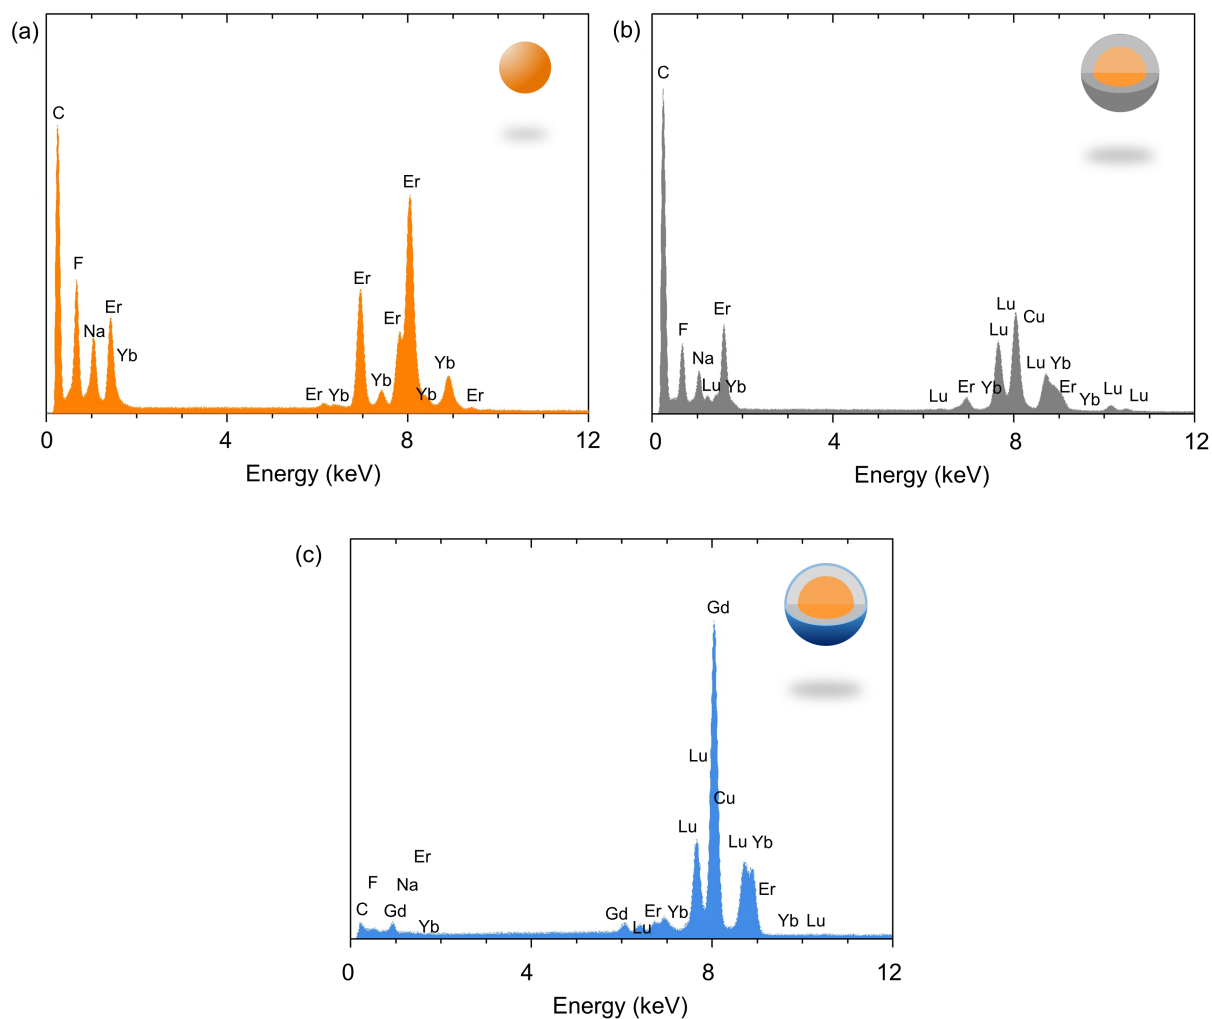 (a)
C
F
Na
Er
Yb
Er
Yb
Er
Yb
Er
Er
Yb
Yb
Er
0 4 8 12
Energy (keV)
(b)
C
F
Na
Lu
Er
Yb
Lu
Er
Yb
Lu
Lu
Cu
Lu Yb
Er
Yb
Lu
Lu
0 4 8 12
Energy (keV)
(c)
C
F
Gd
Na
Er
Yb
Gd
Lu
Er
Yb
Lu
Lu
Gd
Cu
Lu Yb
Er
Yb
Lu
0 4 8 12
Energy (keV)